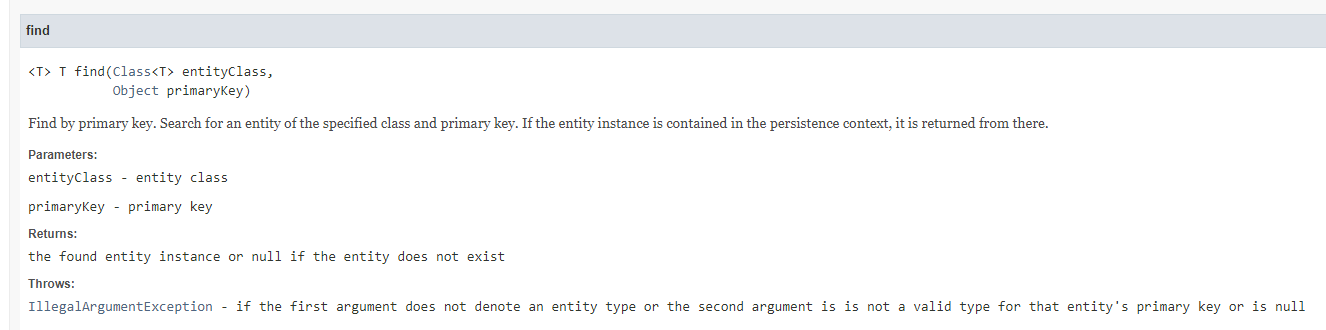 find
<T> T find(Class<T> entityClass,
Object primaryKey)
Find by primary key. Search for an entity of the specified class and primary key. If the entity instance is contained in the persistence context, it is returned from there.
Parameters:
entityClass - entity class
primaryKey - primary key
Returns:
the found entity instance or null if the entity does not exist
Throws:
IllegalArgumentException - if the first argument does not denote an entity type or the second argument is is not a valid type for that entity's primary key or is null